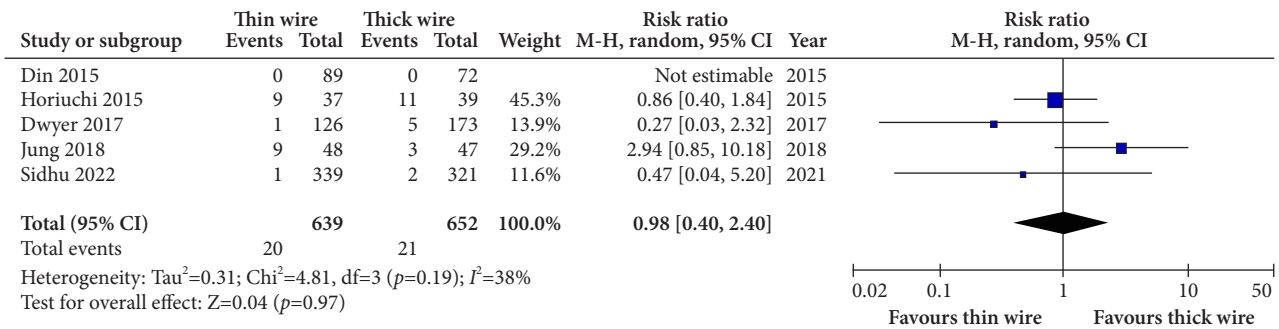 Thin wire Thick wire Risk ratio Risk ratio
Study or subgroup Events Total Events Total Weight M-H, random, 95% CI Year M-H, random, 95% CI
Din 2015 0 89 0 72 Not estimable 2015
Horiuchi 2015 9 37 11 39 45.3% 0.86 [0.40, 1.84] 2015
Dwyer 2017 1 126 5 173 13.9% 0.27 [0.03, 2.32] 2017
Jung 2018 9 48 3 47 29.2% 2.94 [0.85, 10.18] 2018
Sidhu 2022 1 339 2 321 11.6% 0.47 [0.04, 5.20] 2021
Total (95% CI) 639 652 100.0% 0.98 [0.40, 2.40]
Total events 20 21
Heterogeneity: Tau²=0.31; Chi²=4.81, df=3 (p=0.19); I²=38%
Test for overall effect: Z=0.04 (p=0.97)
0.02 0.1 1 10 50
Favours thin wire Favours thick wire